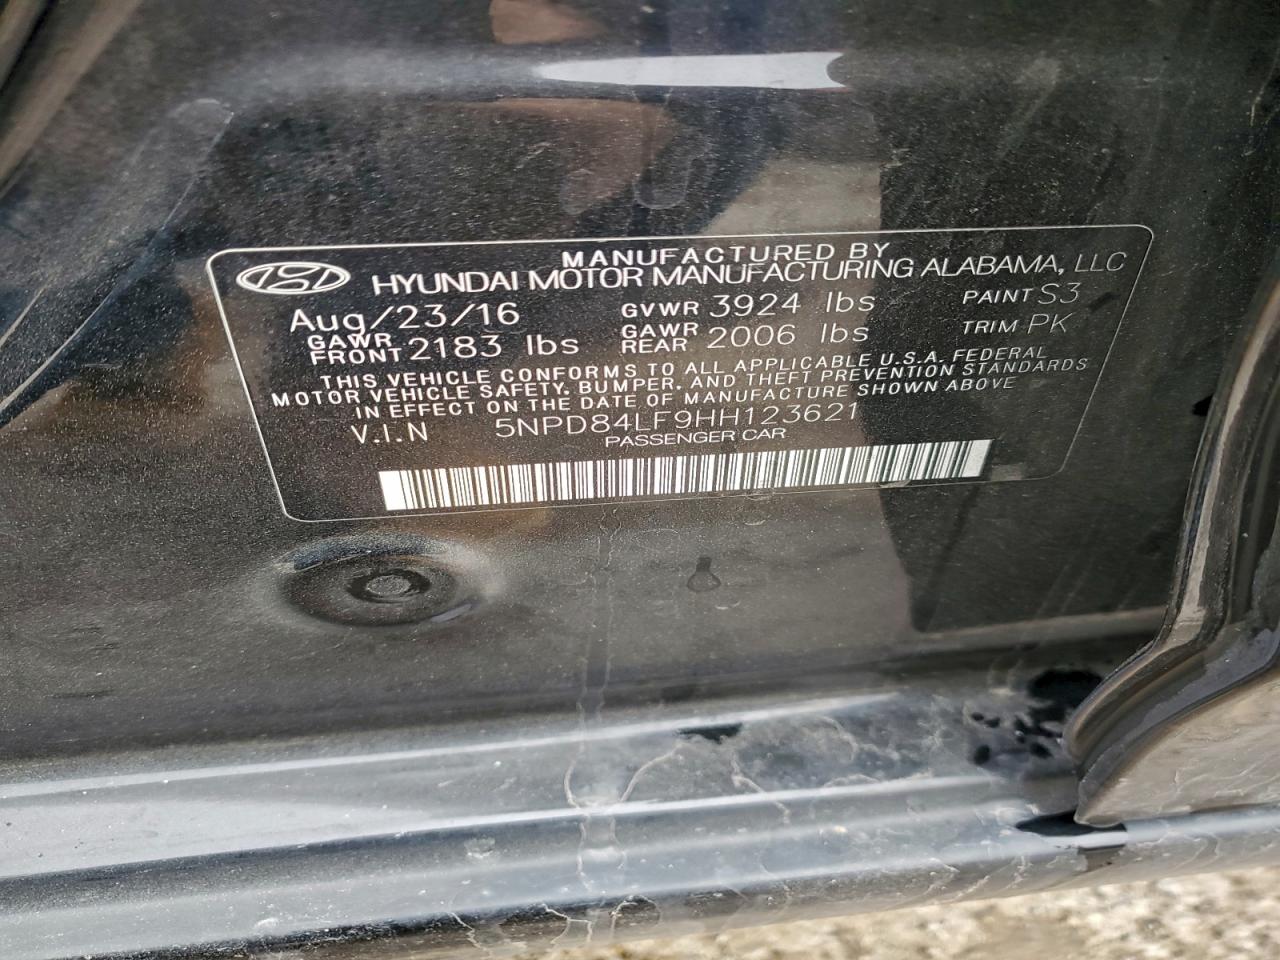 MANUFACTURED BY
HYUNDAI MOTOR MANUFACTURING ALABAMA, LLC
Aug/23/16 GVWR 3924 lbs PAINT S3
GAWR FRONT 2183 lbs GAWR REAR 2006 lbs TRIM PK
THIS VEHICLE CONFORMS TO ALL APPLICABLE U.S.A. FEDERAL
MOTOR VEHICLE SAFETY, BUMPER, AND THEFT PREVENTION STANDARDS
IN EFFECT ON THE DATE OF MANUFACTURE SHOWN ABOVE
V.I.N 5NPD84LF9HH123621
PASSENGER CAR